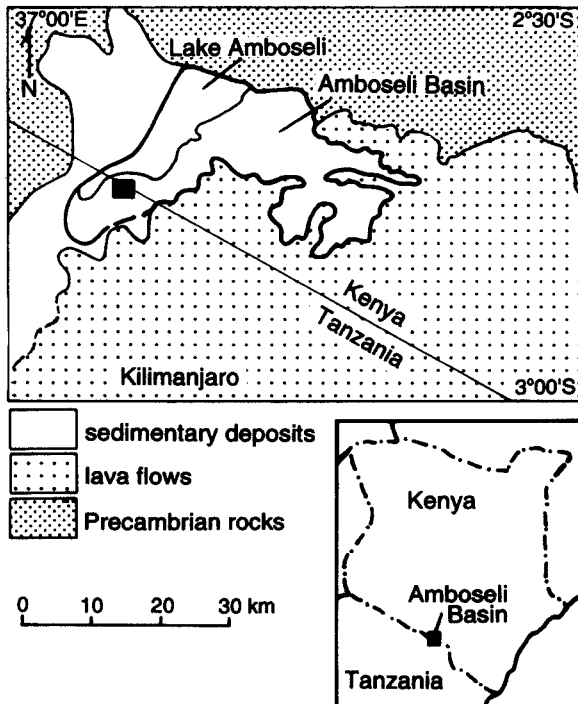 37°00'E
2°30'S
Lake Amboseli
N
Amboseli Basin
Kenya
Tanzania
Kilimanjaro
3°00'S
sedimentary deposits
lava flows
Precambrian rocks
0 10 20 30 km
Kenya
Amboseli
Basin
Tanzania